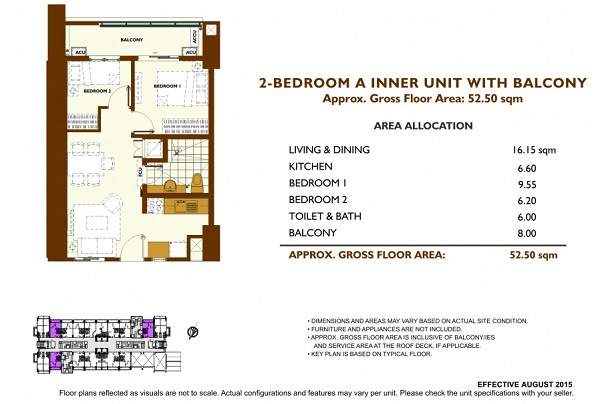 BALCONY
ACU
ACCU
ACU
BEDROOM 2
BEDROOM 1
PCF
2-BEDROOM A INNER UNIT WITH BALCONY
Approx. Gross Floor Area: 52.50 sqm
AREA ALLOCATION
LIVING & DINING 16.15 sqm
KITCHEN 6.60
BEDROOM 1 9.55
BEDROOM 2 6.20
TOILET & BATH 6.00
BALCONY 8.00
APPROX. GROSS FLOOR AREA: 52.50 sqm
• DIMENSIONS AND AREAS MAY VARY BASED ON ACTUAL SITE CONDITION.
• FURNITURE AND APPLIANCES ARE NOT INCLUDED.
• APPROX. GROSS FLOOR AREA IS INCLUSIVE OF BALCONY/IES
AND SERVICE AREA AT THE ROOF DECK, IF APPLICABLE.
• KEY PLAN IS BASED ON TYPICAL FLOOR.
EFFECTIVE AUGUST 2015
Floor plans reflected as visuals are not to scale. Actual configurations and features may vary per unit. Please check the unit specifications with your seller.